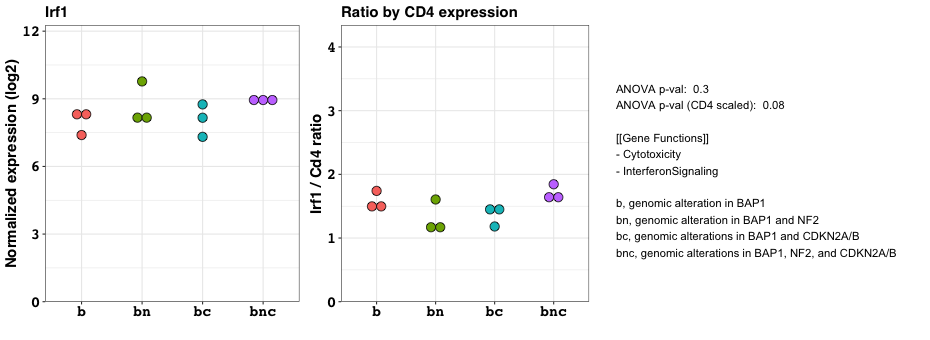 Irf1
Normalized expression (log2)
12
9
6
3
0
b bn bc bnc
Ratio by CD4 expression
Irf1 / Cd4 ratio
4
3
2
1
0
b bn bc bnc
ANOVA p-val: 0.3
ANOVA p-val (CD4 scaled): 0.08
[[Gene Functions]]
- Cytotoxicity
- InterferonSignaling
b, genomic alteration in BAP1
bn, genomic alteration in BAP1 and NF2
bc, genomic alterations in BAP1 and CDKN2A/B
bnc, genomic alterations in BAP1, NF2, and CDKN2A/B